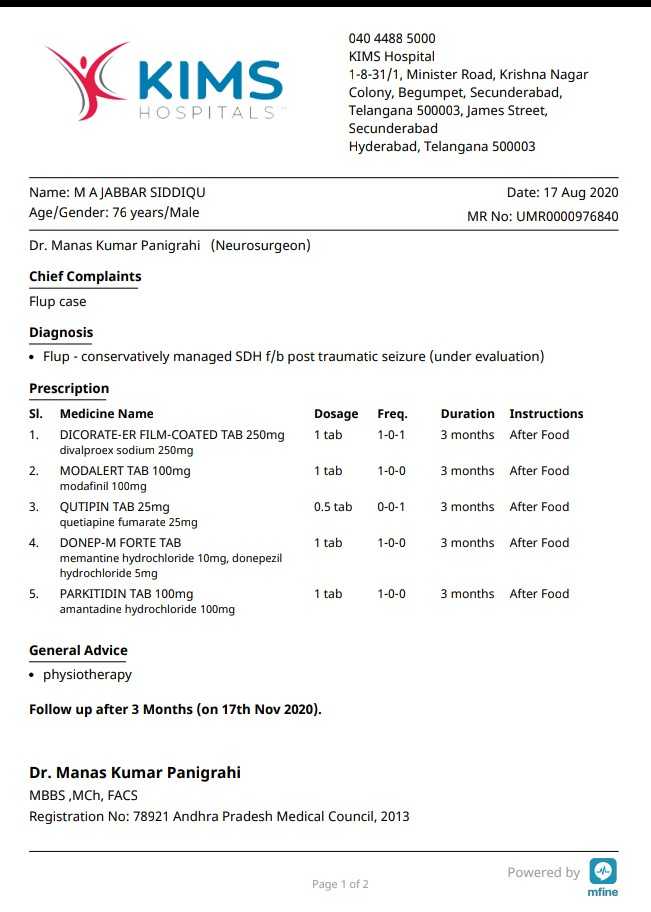 KIMS
HOSPITALS
040 4488 5000
KIMS Hospital
1-8-31/1, Minister Road, Krishna Nagar
Colony, Begumpet, Secunderabad,
Telangana 500003, James Street,
Secunderabad
Hyderabad, Telangana 500003
Name: M A JABBAR SIDDIQU Date: 17 Aug 2020
Age/Gender: 76 years/Male MR No: UMR0000976840
Dr. Manas Kumar Panigrahi (Neurosurgeon)
Chief Complaints
Flup case
Diagnosis
• Flup - conservatively managed SDH f/b post traumatic seizure (under evaluation)
Prescription
Sl. Medicine Name Dosage Freq. Duration Instructions
1. DICORATE-ER FILM-COATED TAB 250mg 1 tab 1-0-1 3 months After Food
divalproex sodium 250mg
2. MODALERT TAB 100mg 1 tab 1-0-0 3 months After Food
modafinil 100mg
3. QUTIPIN TAB 25mg 0.5 tab 0-0-1 3 months After Food
quetiapine fumarate 25mg
4. DONEP-M FORTE TAB 1 tab 1-0-0 3 months After Food
memantine hydrochloride 10mg, donepezil
hydrochloride 5mg
5. PARKITIDIN TAB 100mg 1 tab 1-0-0 3 months After Food
amantadine hydrochloride 100mg
General Advice
• physiotherapy
Follow up after 3 Months (on 17th Nov 2020).
Dr. Manas Kumar Panigrahi
MBBS ,MCh, FACS
Registration No: 78921 Andhra Pradesh Medical Council, 2013
Page 1 of 2
Powered by
mfine